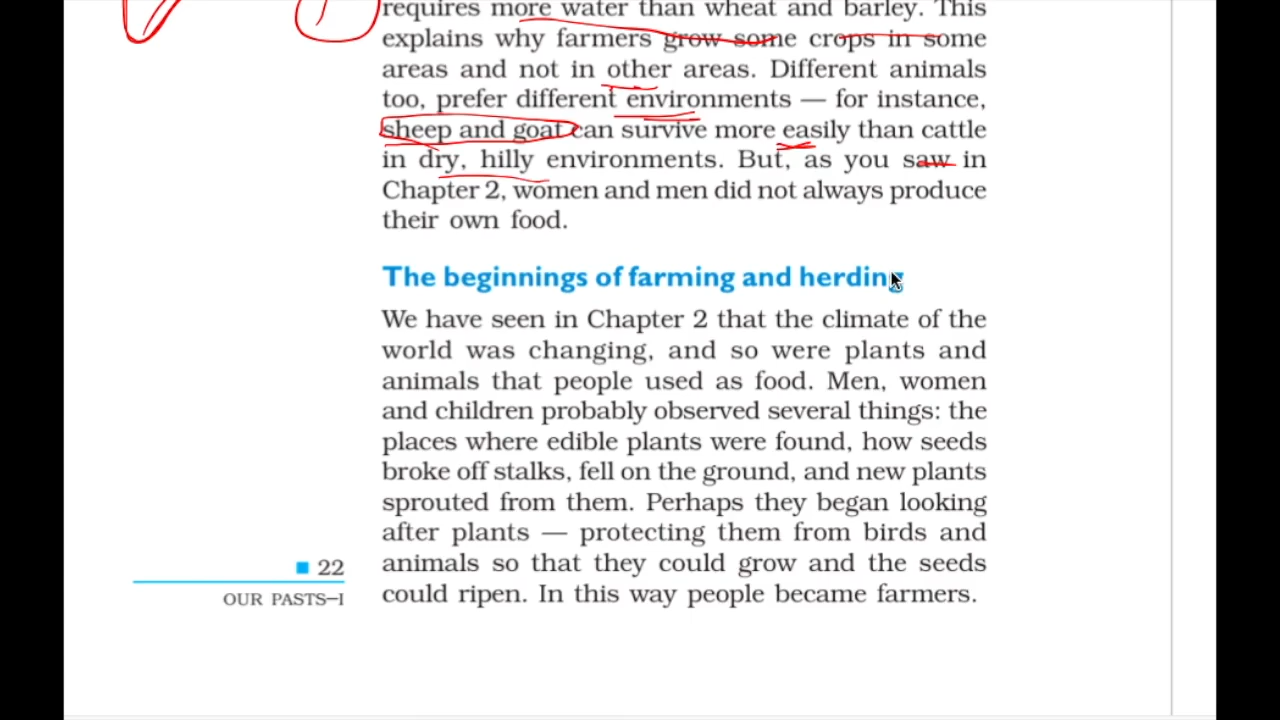 requires more water than wheat and barley. This
explains why farmers grow some crops in some
areas and not in other areas. Different animals
too, prefer different environments — for instance,
sheep and goat can survive more easily than cattle
in dry, hilly environments. But, as you saw in
Chapter 2, women and men did not always produce
their own food.
The beginnings of farming and herding
We have seen in Chapter 2 that the climate of the
world was changing, and so were plants and
animals that people used as food. Men, women
and children probably observed several things: the
places where edible plants were found, how seeds
broke off stalks, fell on the ground, and new plants
sprouted from them. Perhaps they began looking
after plants — protecting them from birds and
animals so that they could grow and the seeds
could ripen. In this way people became farmers.
22
OUR PASTS–I